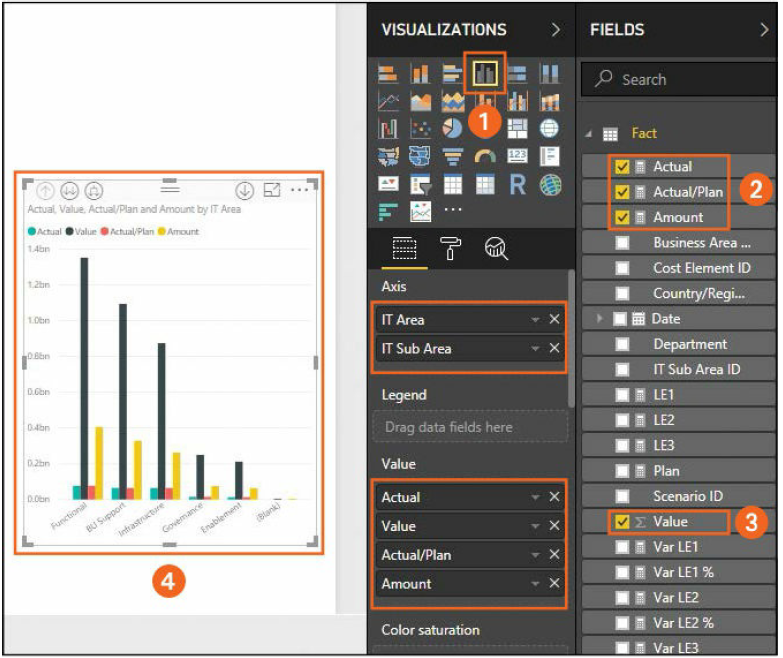 VISUALIZATIONS >
FIELDS >
Search
1
123
R
...
Fact
Actual
Actual/Plan
2
Amount
Business Area ...
Cost Element ID
Country/Regi...
Date
Department
IT Sub Area ID
LE1
LE2
LE3
Plan
Scenario ID
Σ Value
3
Var LE1
Var LE1 %
Var LE2
Var LE2 %
Var LE3
Axis
IT Area
IT Sub Area
Legend
Drag data fields here
Value
Actual
Value
Actual/Plan
Amount
Color saturation
Actual, Value, Actual/Plan and Amount by IT Area
Actual Value Actual/Plan Amount
1.4bn
1.2bn
1.0bn
0.8bn
0.6bn
0.4bn
0.2bn
0.0bn
Functional
BU Support
Infrastructure
Governance
Enablement
(Blank)
4